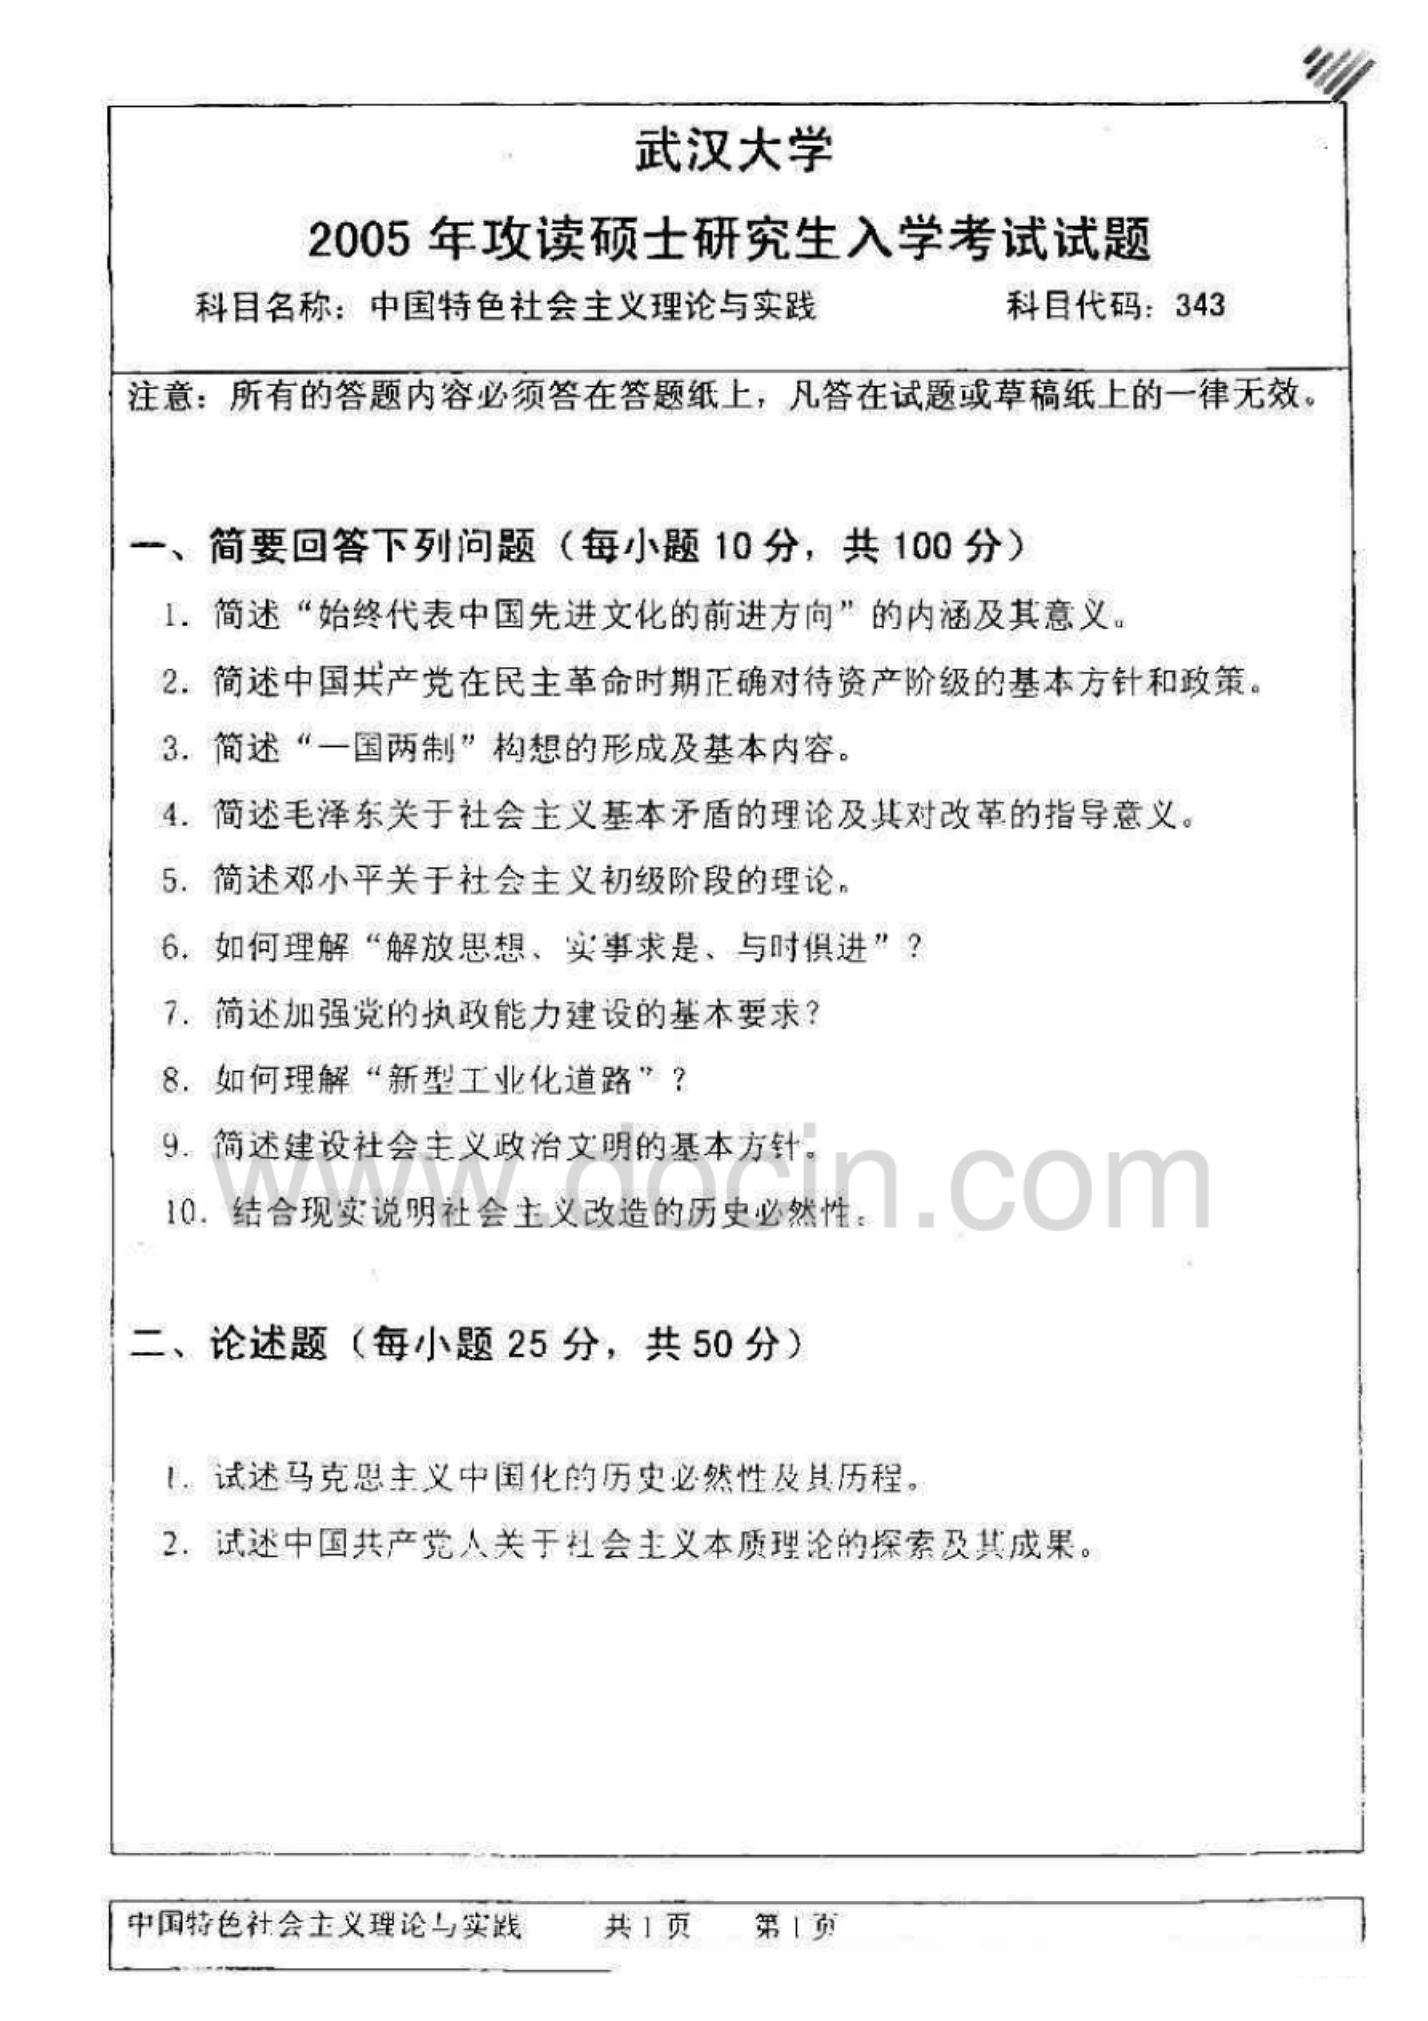 武汉大学
2005 年攻读硕士研究生入学考试试题
科目名称：中国特色社会主义理论与实践 科目代码：343
注意：所有的答题内容必须答在答题纸上，凡答在试题或草稿纸上的一律无效。
一、简要回答下列问题（每小题 10 分，共 100 分）
1. 简述“始终代表中国先进文化的前进方向”的内涵及其意义。
2. 简述中国共产党在民主革命时期正确对待资产阶级的基本方针和政策。
3. 简述“一国两制”构想的形成及基本内容。
4. 简述毛泽东关于社会主义基本矛盾的理论及其对改革的指导意义。
5. 简述邓小平关于社会主义初级阶段的理论。
6. 如何理解“解放思想、实事求是、与时俱进”？
7. 简述加强党的执政能力建设的基本要求?
8. 如何理解“新型工业化道路”？
9. 简述建设社会主义政治文明的基本方针。
10. 结合现实说明社会主义改造的历史必然性。
www.docin.com
二、论述题（每小题 25 分，共 50 分）
1. 试述马克思主义中国化的历史必然性及其历程。
2. 试述中国共产党人关于社会主义本质理论的探索及其成果。
中国特色社会主义理论与实践 共 1 页 第 1 页